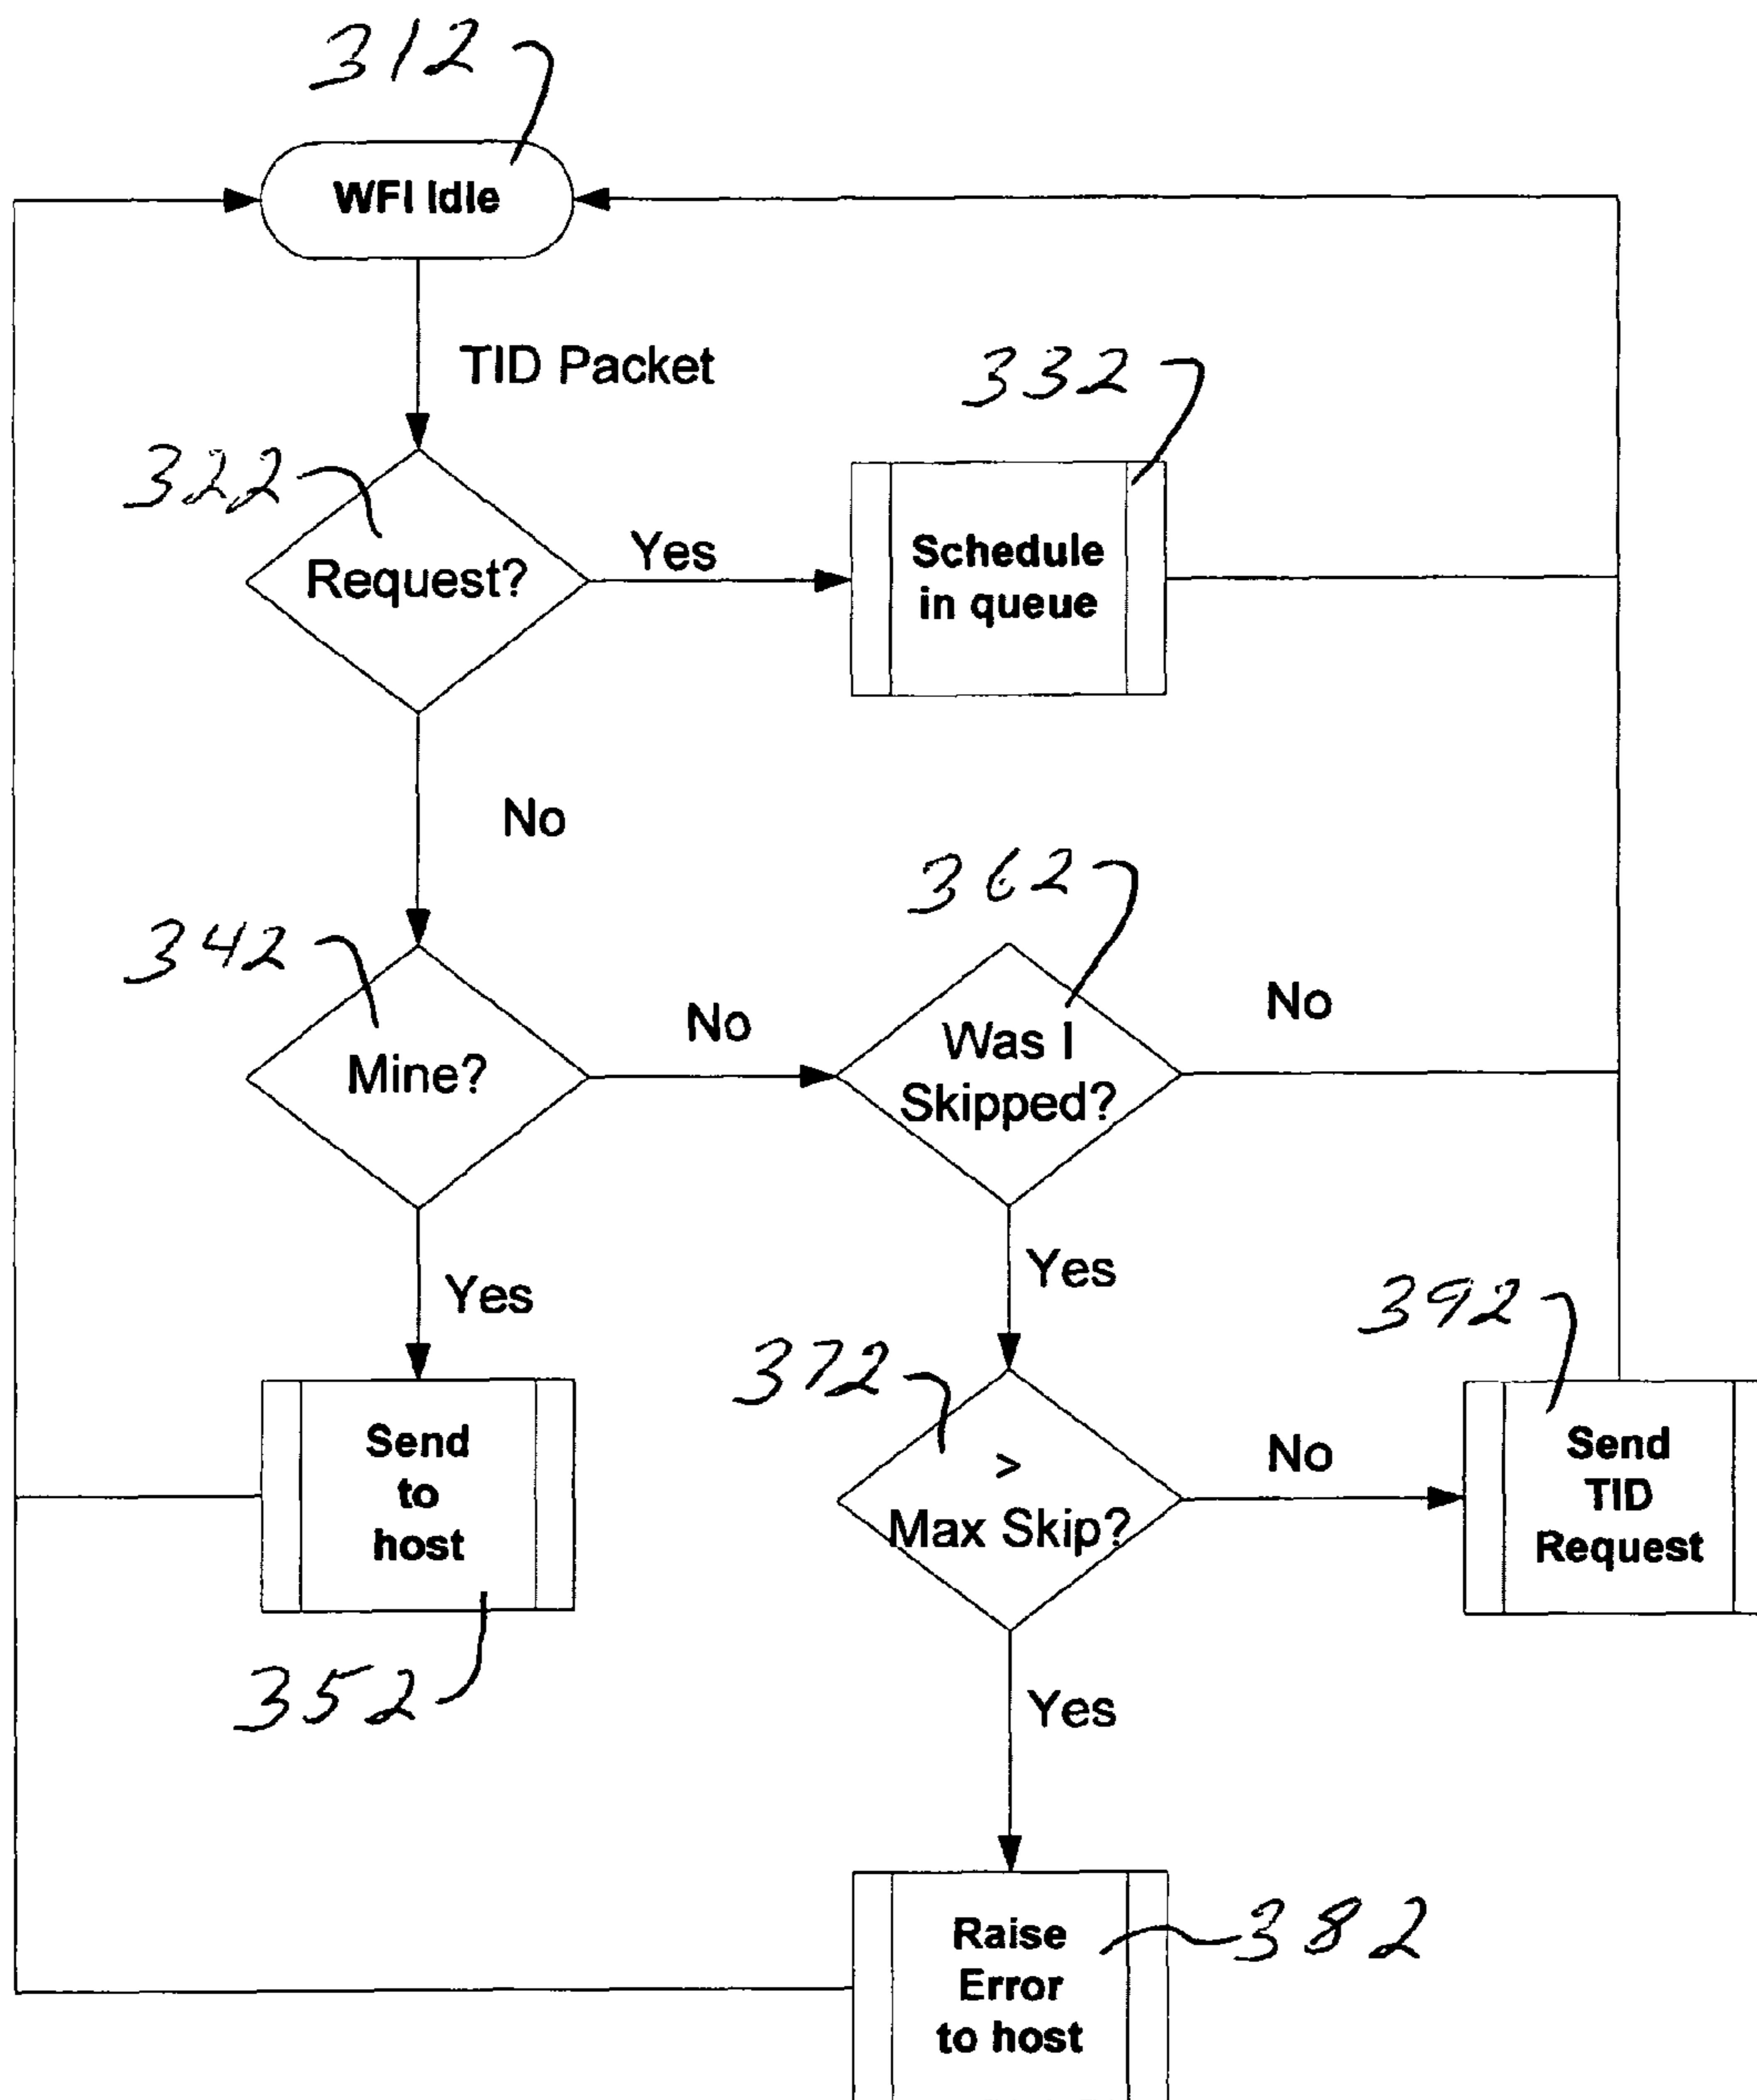 312
WFI Idle
TID Packet
332
322
Request?
Yes
Schedule
in queue
No
362
342
Mine?
No
Was I
Skipped?
No
Yes
Yes
392
372
Send
to
host
>
Max Skip?
No
Send
TID
Request
352
Yes
Raise
Error
to host
382